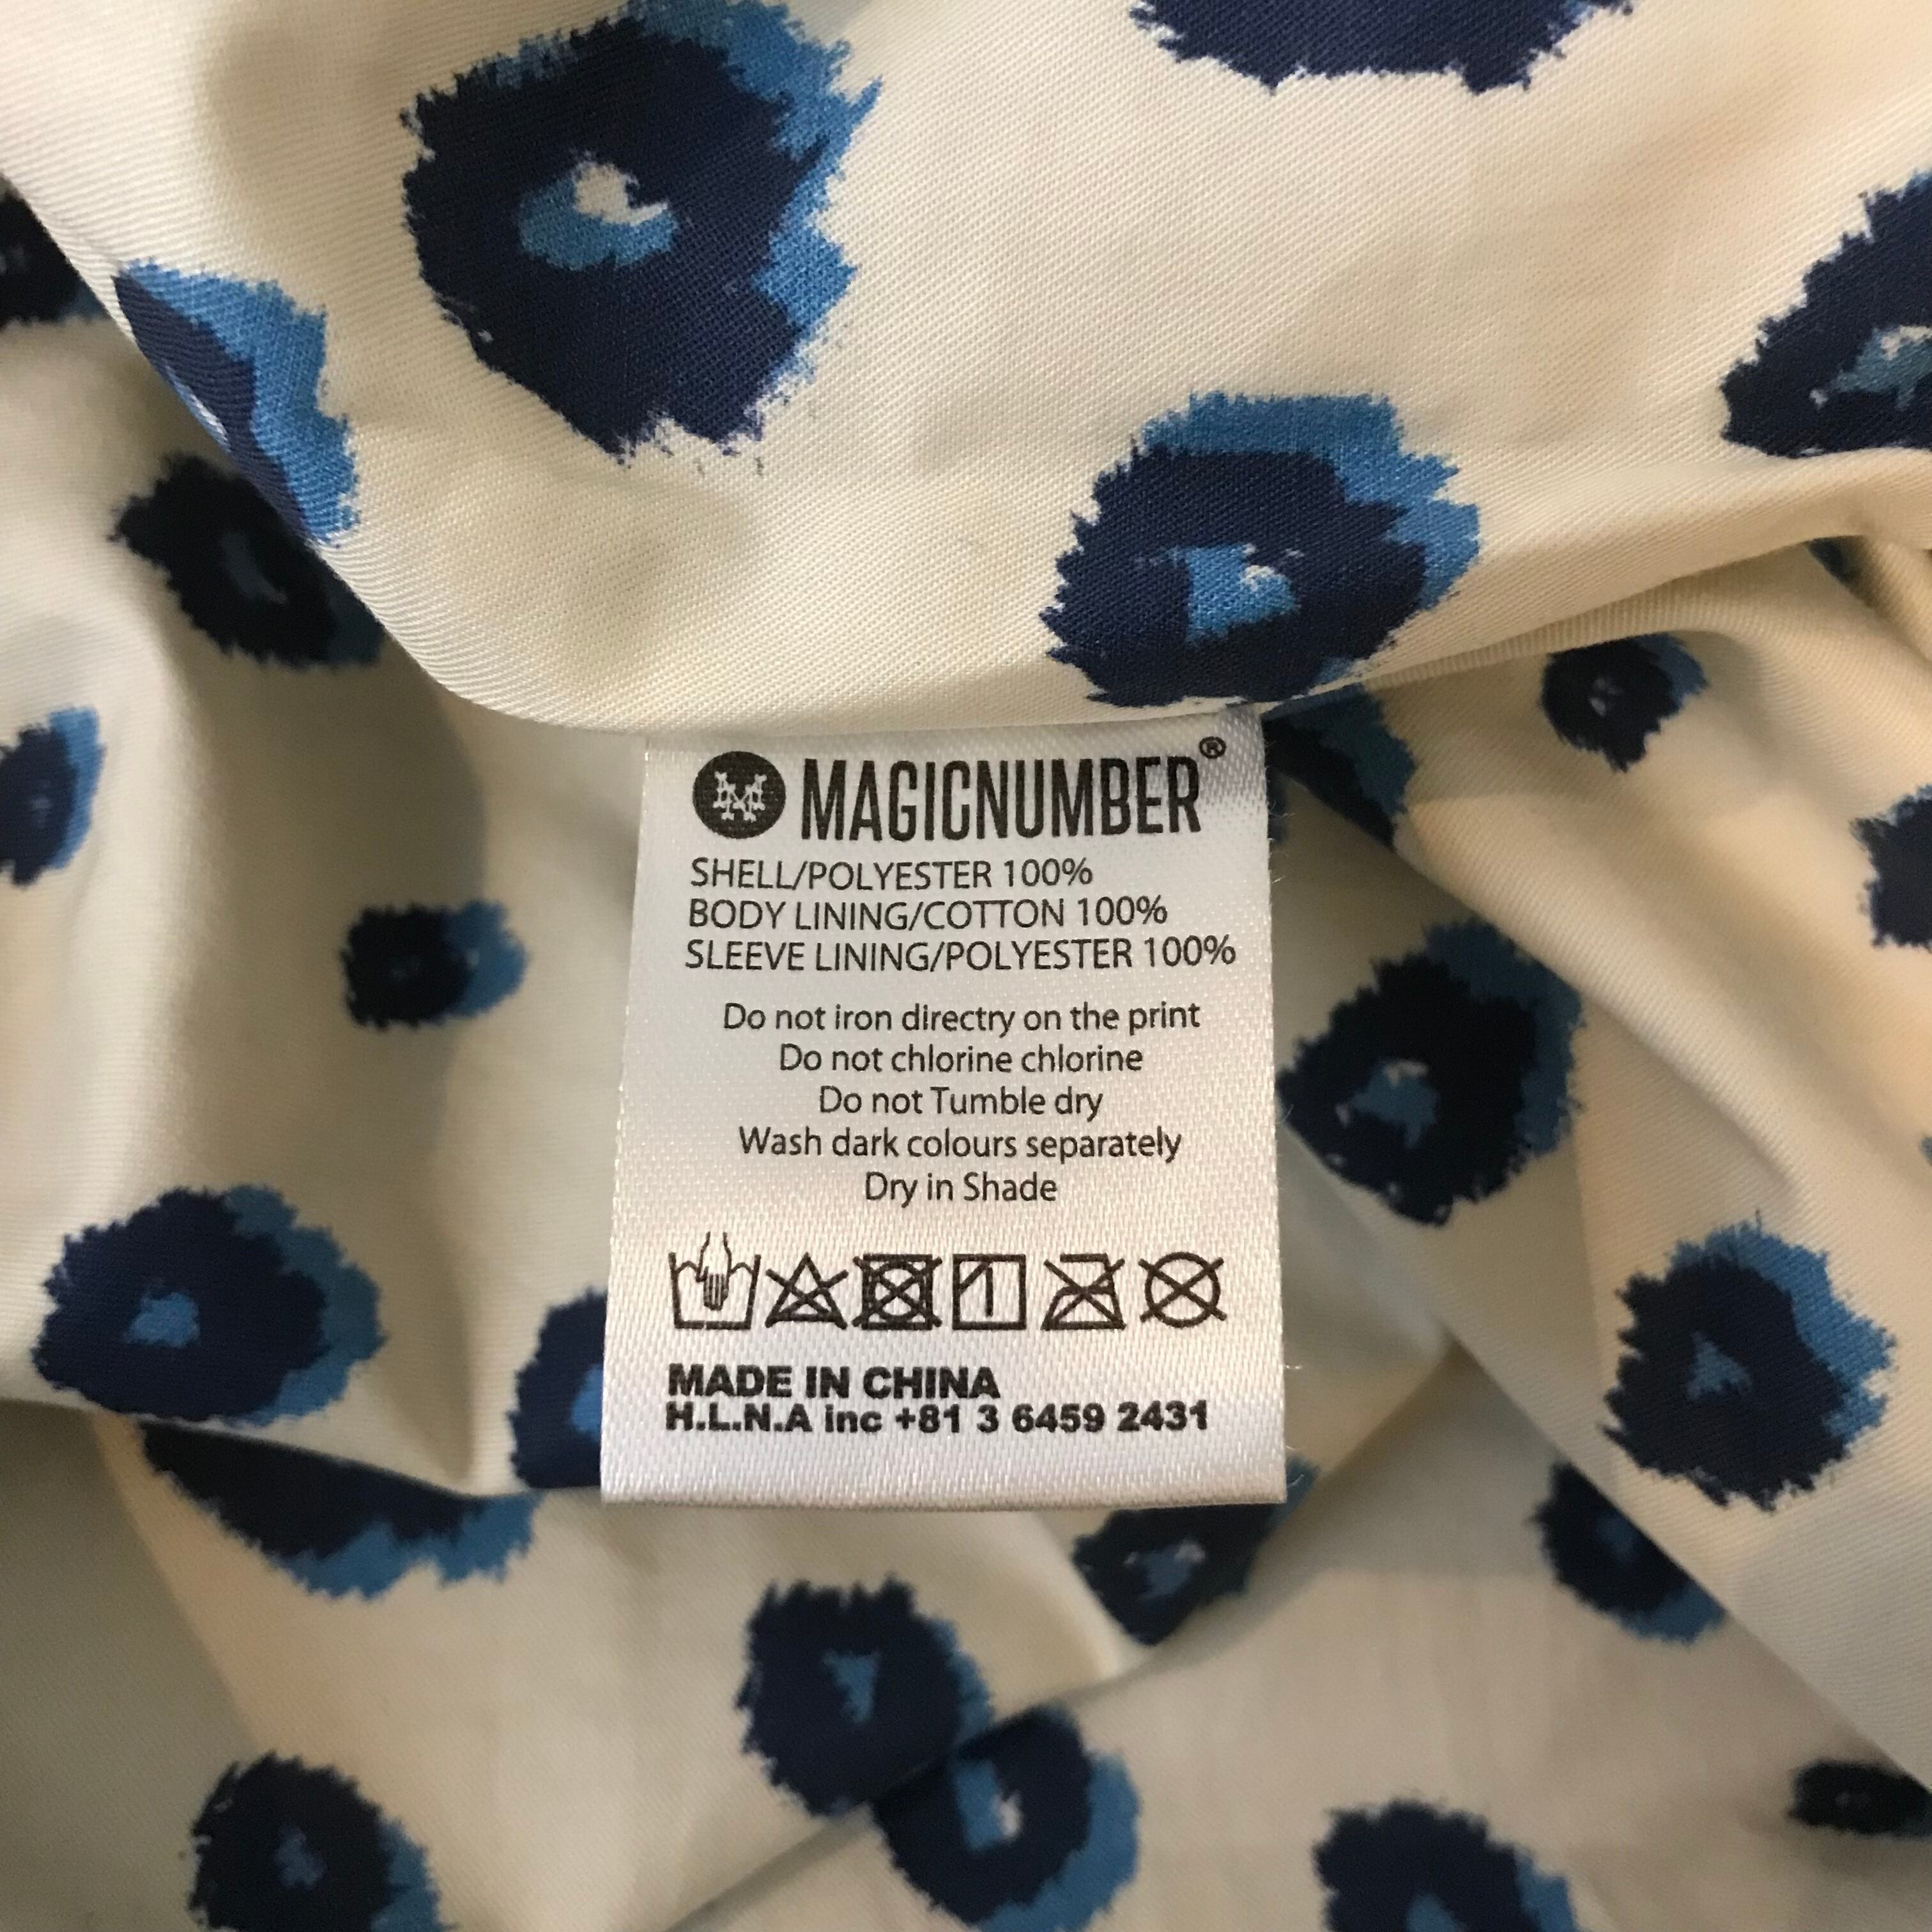 MAGICNUMBER®
SHELL/POLYESTER 100%
BODY LINING/COTTON 100%
SLEEVE LINING/POLYESTER 100%
Do not iron directry on the print
Do not chlorine chlorine
Do not Tumble dry
Wash dark colours separately
Dry in Shade
MADE IN CHINA
H.L.N.A inc +81 3 6459 2431